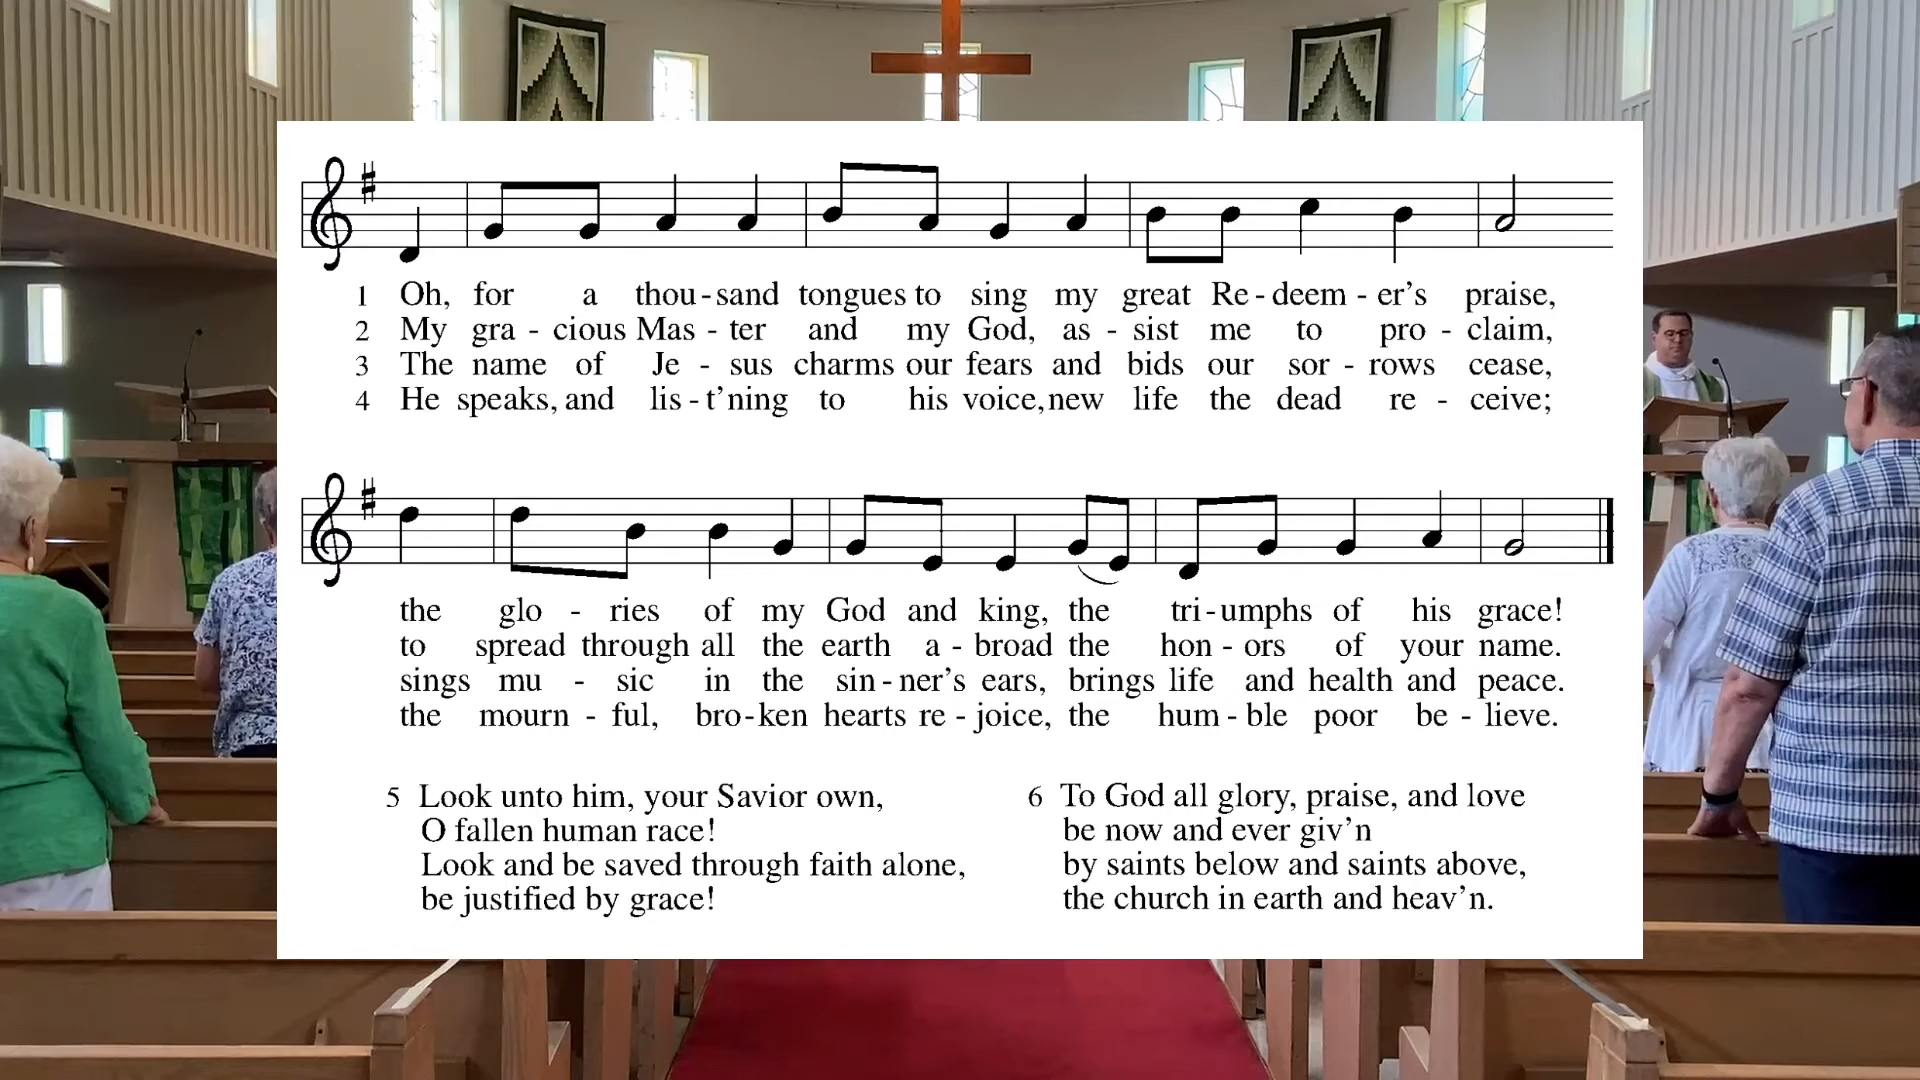 1 Oh, for a thou - sand tongues to sing my great Re - deem - er's praise,
2 My gra - cious Mas - ter and my God, as - sist me to pro - claim,
3 The name of Je - sus charms our fears and bids our sor - rows cease,
4 He speaks, and lis - t'ning to his voice, new life the dead re - ceive;
the glo - ries of my God and king, the tri - umphs of his grace!
to spread through all the earth a - broad the hon - ors of your name.
sings mu - sic in the sin - ner's ears, brings life and health and peace.
the mourn - ful, bro - ken hearts re - joice, the hum - ble poor be - lieve.
5 Look unto him, your Savior own,
O fallen human race!
Look and be saved through faith alone,
be justified by grace!
6 To God all glory, praise, and love
be now and ever giv'n
by saints below and saints above,
the church in earth and heav'n.